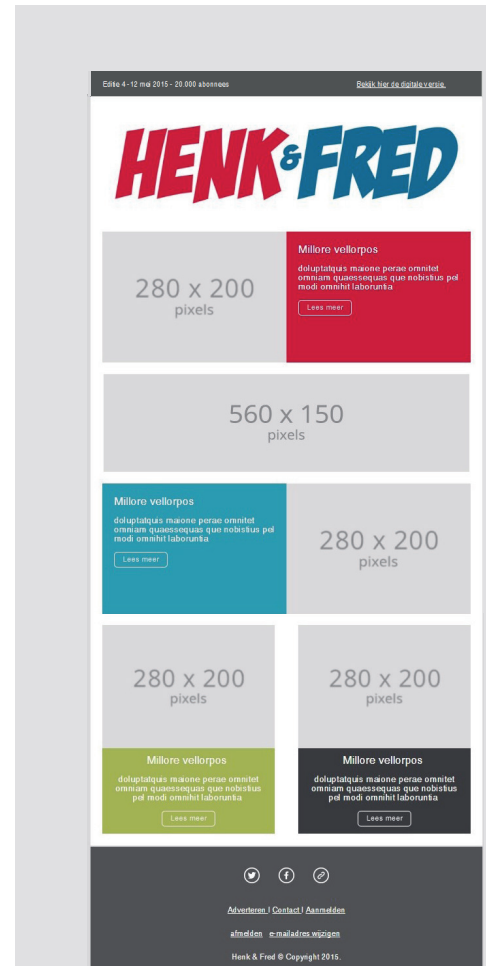 Editie 4 - 12 mei 2015 - 20.000 abonnees
Bekijk hier de digitale versie.
HENK & FRED
280 x 200
pixels
Millore vellorpos
doluptatquis maione perae omnitet
omniam quaessequas que nobistius pel
modi omnihit laboruntia
Lees meer
560 x 150
pixels
Millore vellorpos
doluptatquis maione perae omnitet
omniam quaessequas que nobistius pel
modi omnihit laboruntia
Lees meer
280 x 200
pixels
280 x 200
pixels
Millore vellorpos
doluptatquis maione perae omnitet
omniam quaessequas que nobistius
pel modi omnihit laboruntia
Lees meer
280 x 200
pixels
Millore vellorpos
doluptatquis maione perae omnitet
omniam quaessequas que nobistius
pel modi omnihit laboruntia
Lees meer
Adverteren | Contact | Aanmelden
afmelden e-mailadres wijzigen
Henk & Fred © Copyright 2015.